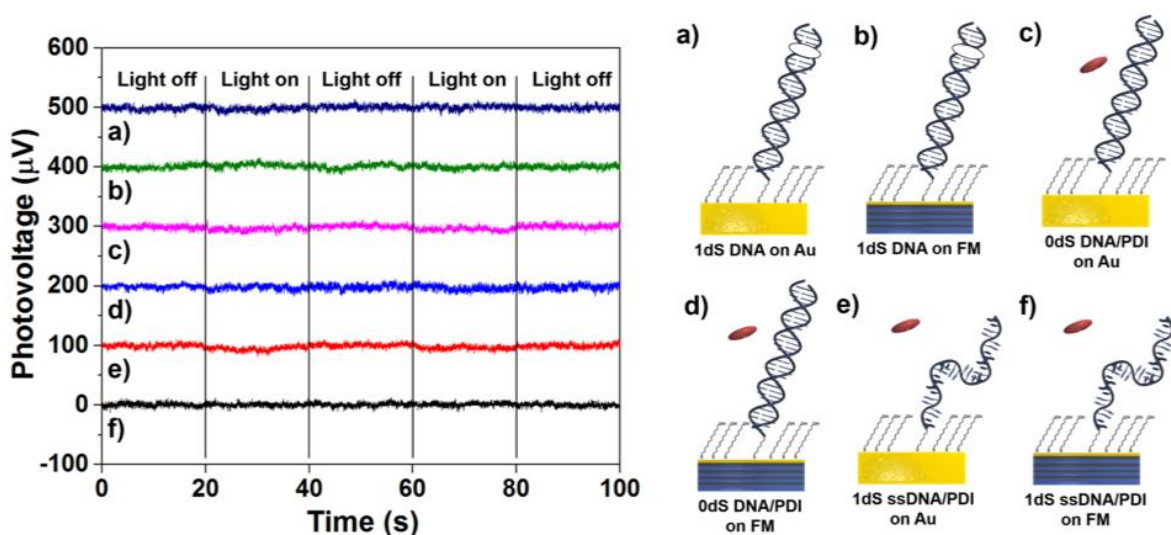 600
500
400
300
200
100
0
-100
Photovoltage (μV)
Light off Light on Light off Light on Light off
a)
b)
c)
d)
e)
f)
0 20 40 60 80 100
Time (s)
a) b) c)
1dS DNA on Au
1dS DNA on FM
0dS DNA/PDI
on Au
d) e) f)
0dS DNA/PDI
on FM
1dS ssDNA/PDI
on Au
1dS ssDNA/PDI
on FM